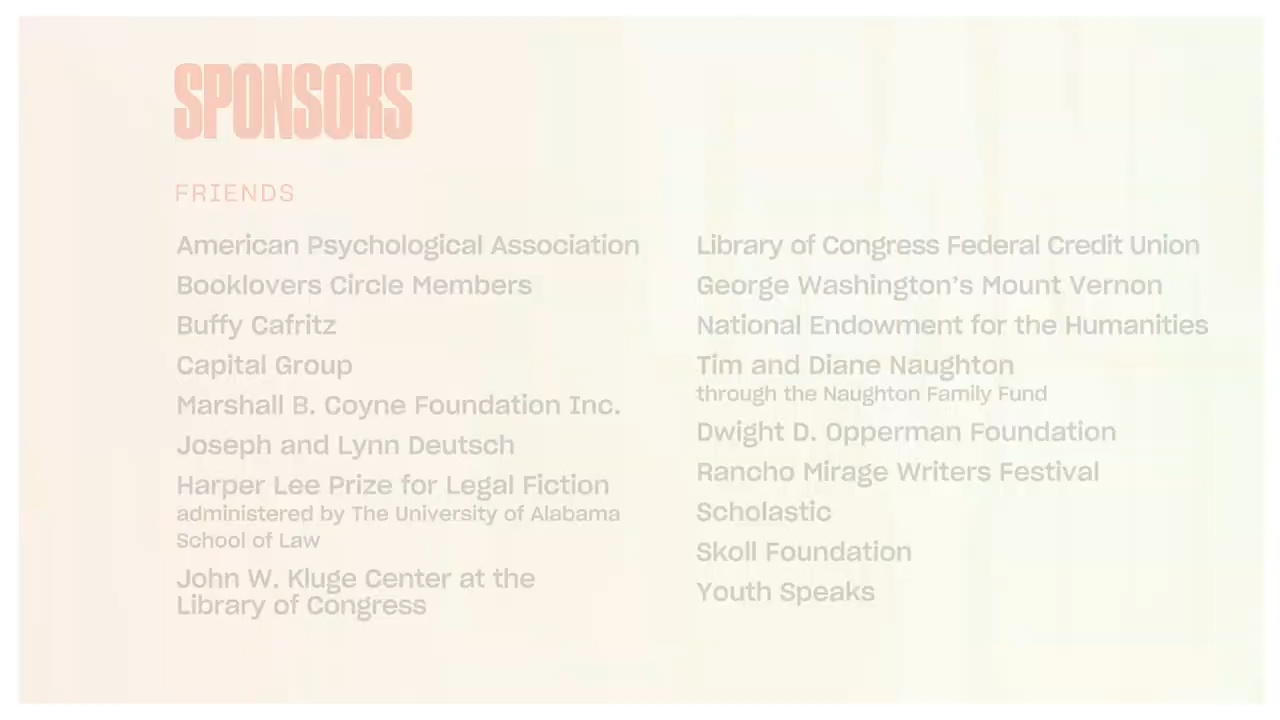 SPONSORS
FRIENDS
American Psychological Association
Booklovers Circle Members
Buffy Cafritz
Capital Group
Marshall B. Coyne Foundation Inc.
Joseph and Lynn Deutsch
Harper Lee Prize for Legal Fiction
administered by The University of Alabama
School of Law
John W. Kluge Center at the
Library of Congress
Library of Congress Federal Credit Union
George Washington’s Mount Vernon
National Endowment for the Humanities
Tim and Diane Naughton
through the Naughton Family Fund
Dwight D. Opperman Foundation
Rancho Mirage Writers Festival
Scholastic
Skoll Foundation
Youth Speaks